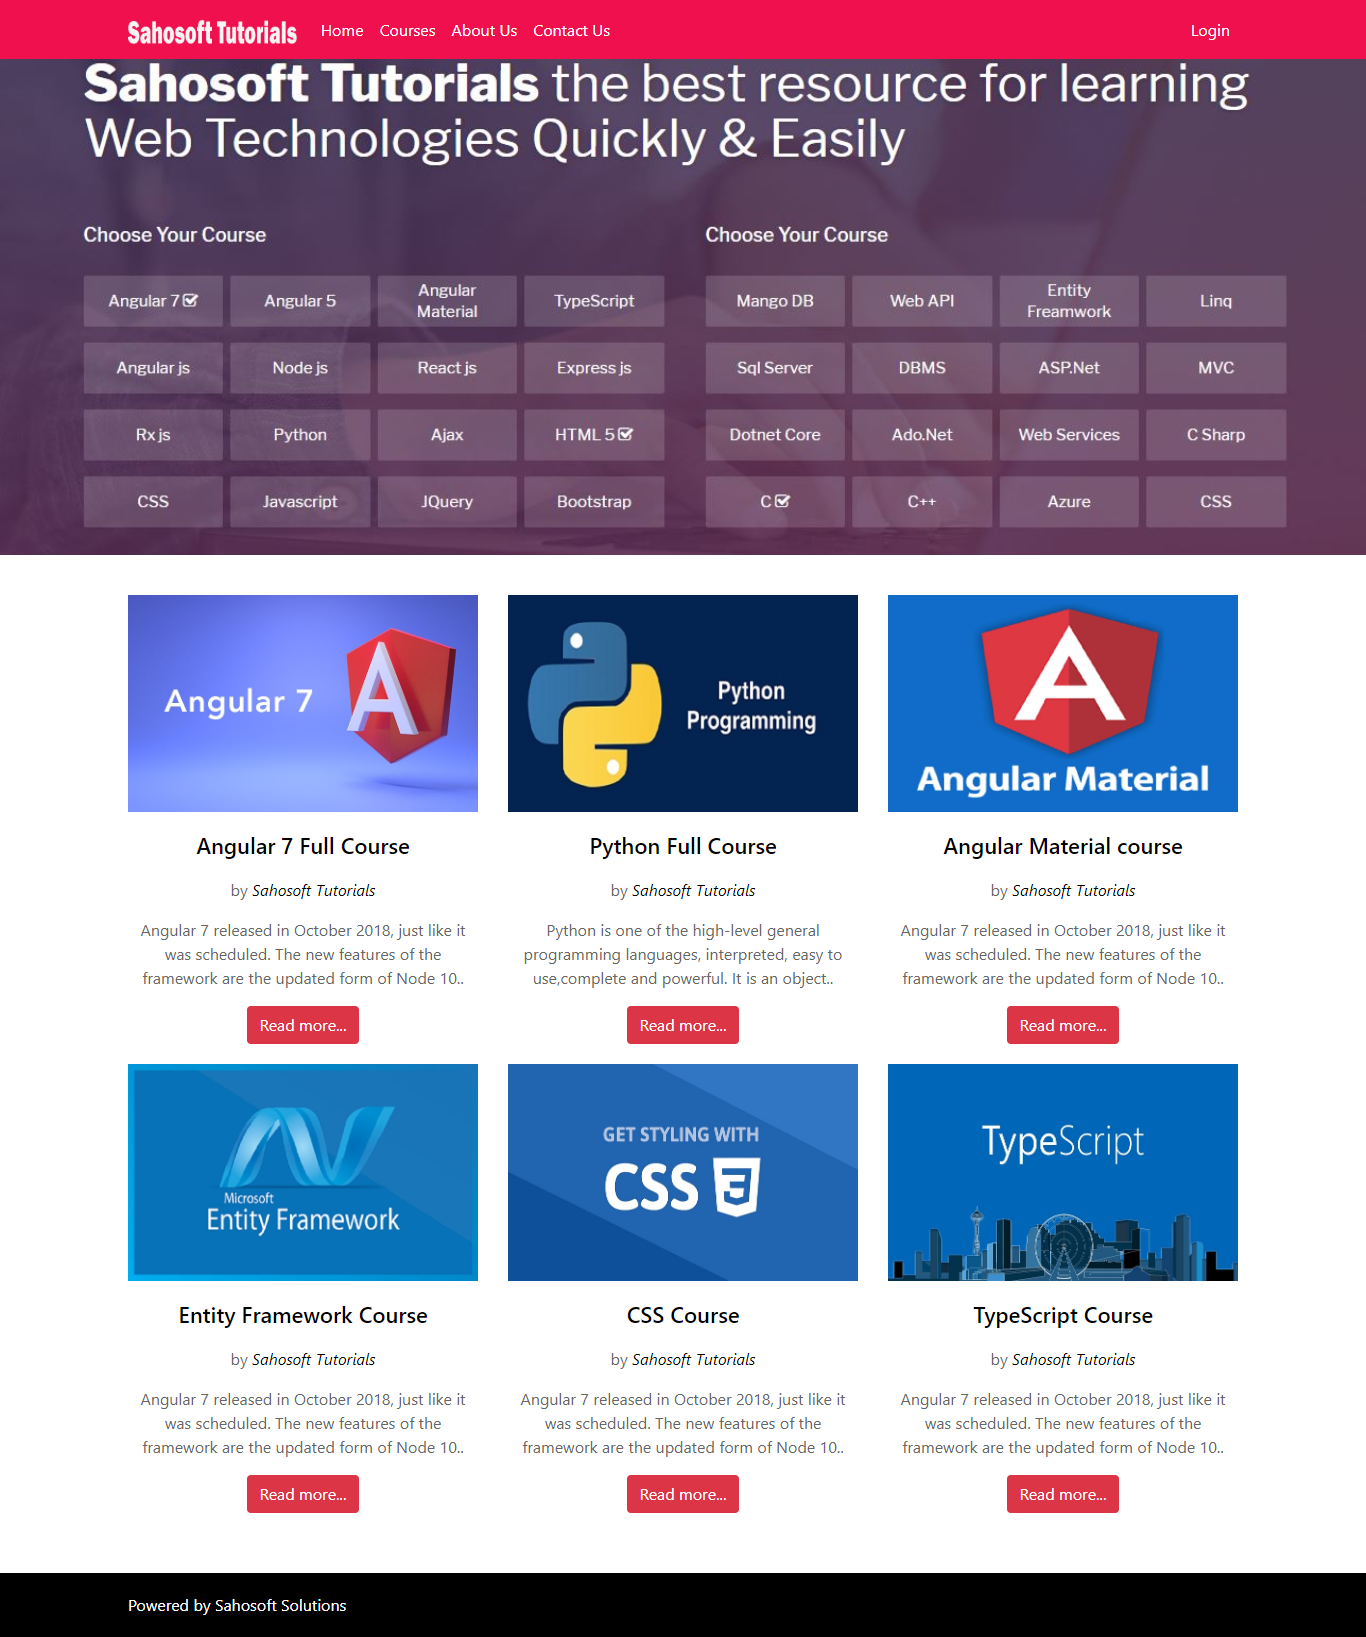 Sahosoft Tutorials Home Courses About Us Contact Us Login
Sahosoft Tutorials the best resource for learning
Web Technologies Quickly & Easily
Choose Your Course
Angular 7 Angular 5 Angular Material TypeScript
Angular js Node js React js Express js
Rx js Python Ajax HTML 5
CSS Javascript JQuery Bootstrap
Choose Your Course
Mango DB Web API Entity Freamwork Linq
Sql Server DBMS ASP.Net MVC
Dotnet Core Ado.Net Web Services C Sharp
C C++ Azure CSS
Angular 7
Angular 7 Full Course
by Sahosoft Tutorials
Angular 7 released in October 2018, just like it
was scheduled. The new features of the
framework are the updated form of Node 10..
Read more...
Python
Programming
Python Full Course
by Sahosoft Tutorials
Python is one of the high-level general
programming languages, interpreted, easy to
use,complete and powerful. It is an object..
Read more...
Angular Material
Angular Material course
by Sahosoft Tutorials
Angular 7 released in October 2018, just like it
was scheduled. The new features of the
framework are the updated form of Node 10..
Read more...
Microsoft
Entity Framework
Entity Framework Course
by Sahosoft Tutorials
Angular 7 released in October 2018, just like it
was scheduled. The new features of the
framework are the updated form of Node 10..
Read more...
GET STYLING WITH
CSS 3
CSS Course
by Sahosoft Tutorials
Angular 7 released in October 2018, just like it
was scheduled. The new features of the
framework are the updated form of Node 10..
Read more...
TypeScript
TypeScript Course
by Sahosoft Tutorials
Angular 7 released in October 2018, just like it
was scheduled. The new features of the
framework are the updated form of Node 10..
Read more...
Powered by Sahosoft Solutions